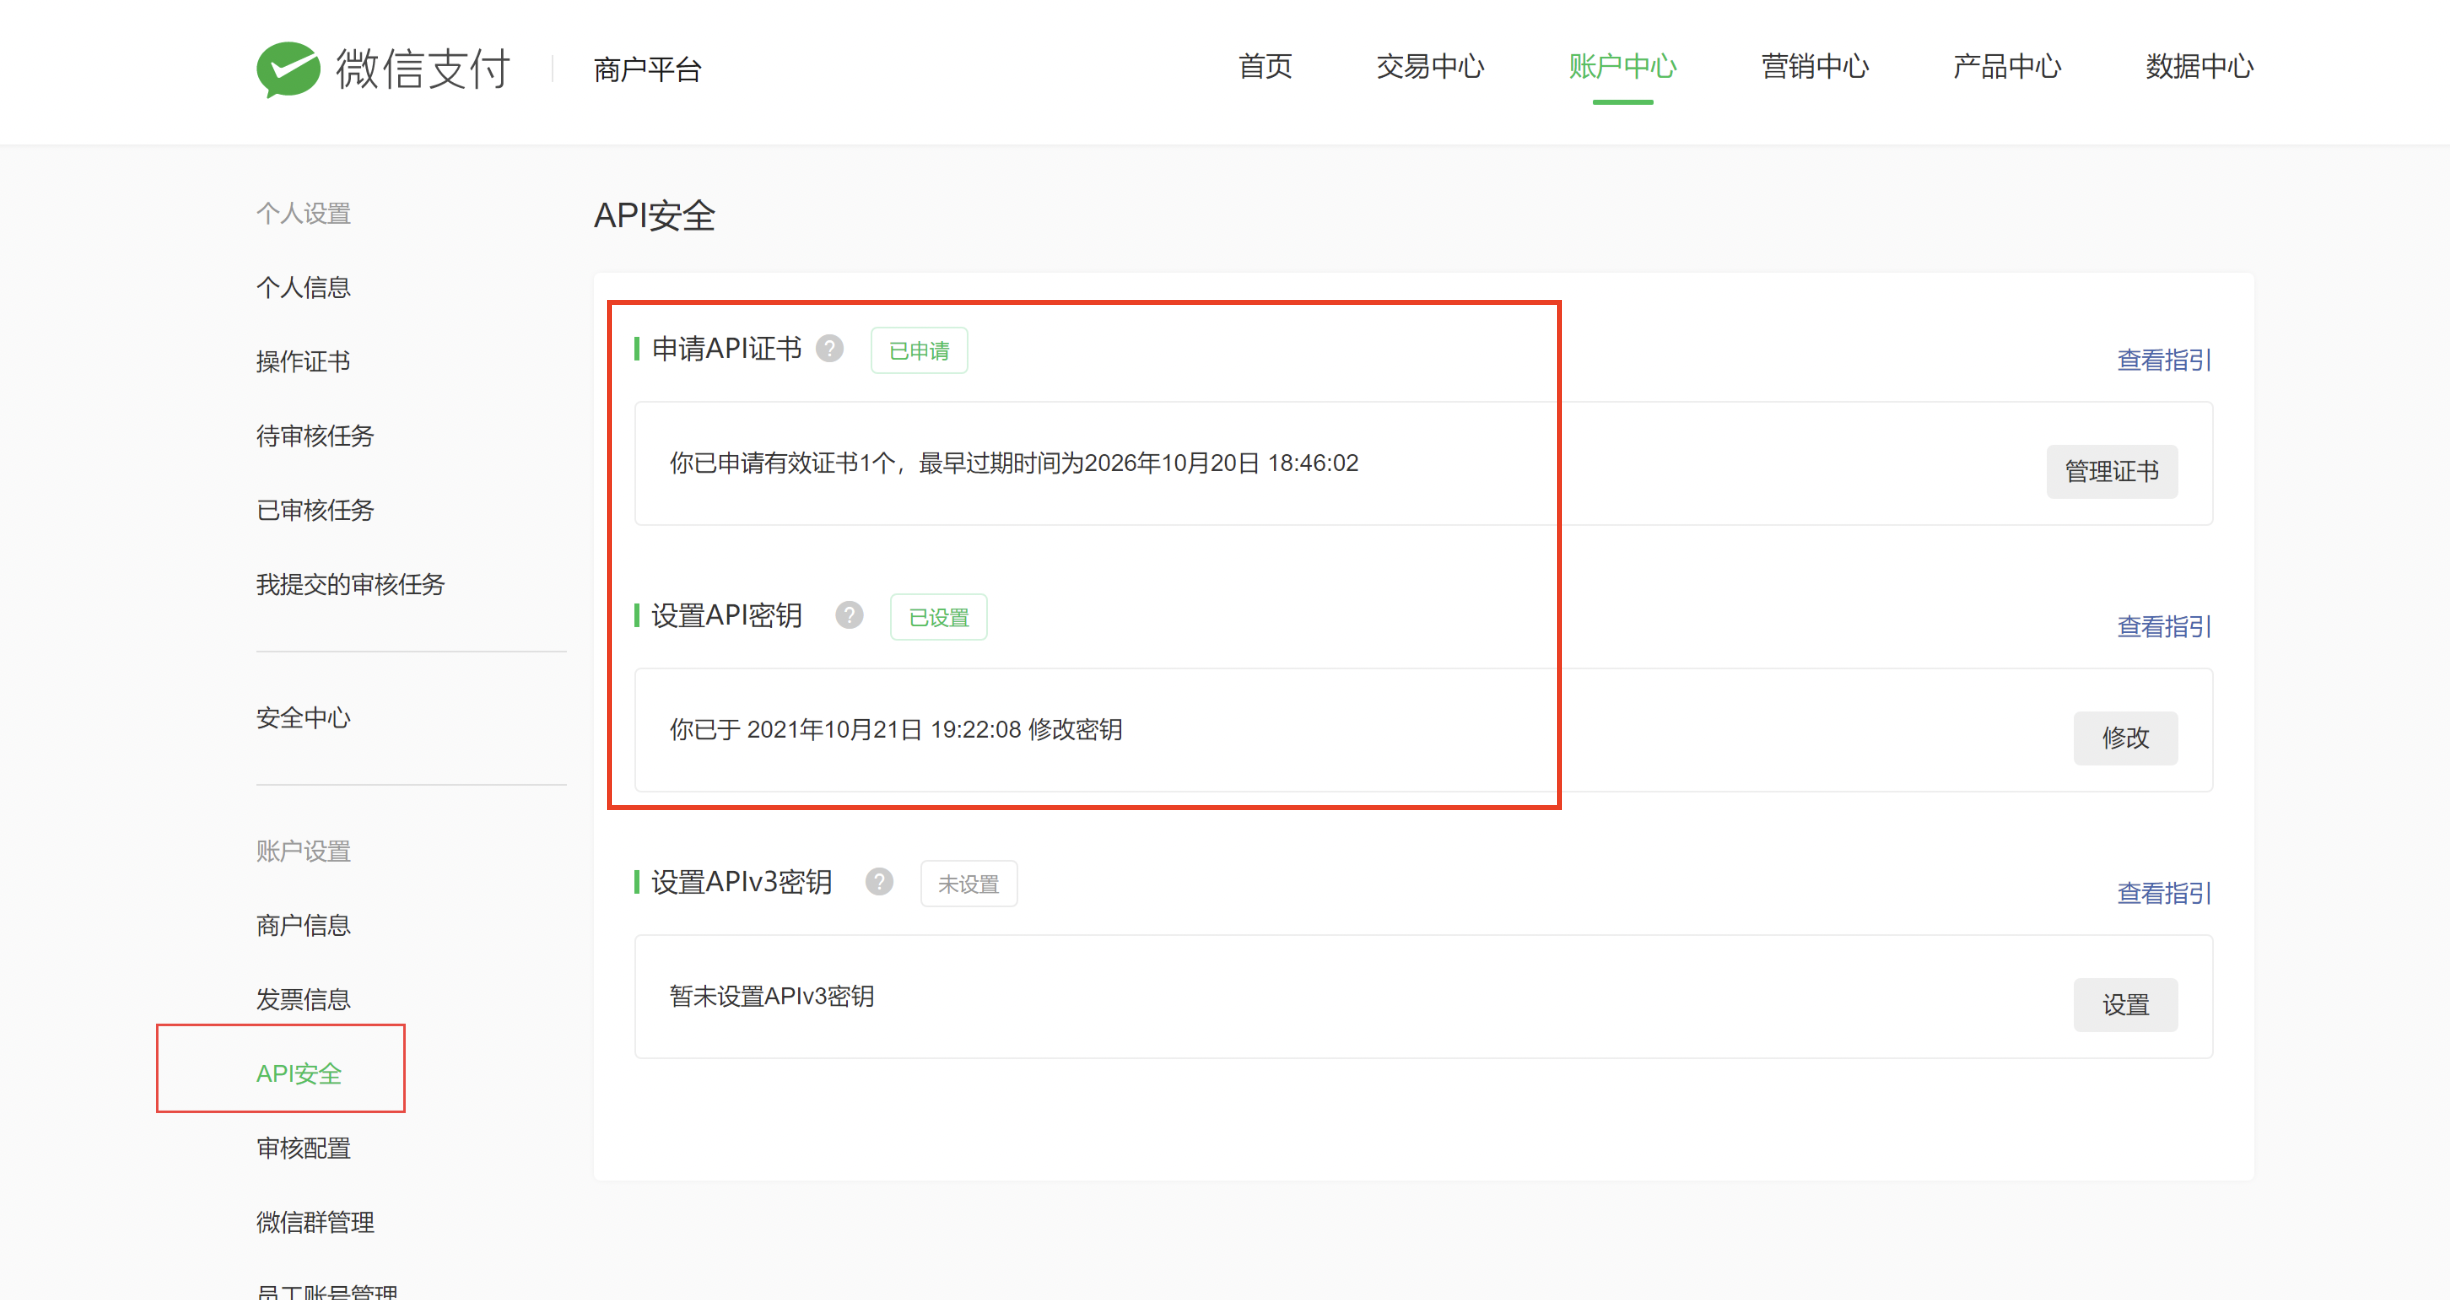 微信支付 商户平台 首页 交易中心 账户中心 营销中心 产品中心 数据中心
个人设置
个人信息
操作证书
待审核任务
已审核任务
我提交的审核任务
安全中心
账户设置
商户信息
发票信息
API安全
审核配置
微信群管理
员工账号管理
API安全
申请API证书 ? 已申请 查看指引
你已申请有效证书1个，最早过期时间为2026年10月20日 18:46:02 管理证书
设置API密钥 ? 已设置 查看指引
你已于 2021年10月21日 19:22:08 修改密钥 修改
设置APIv3密钥 ? 未设置 查看指引
暂未设置APIv3密钥 设置